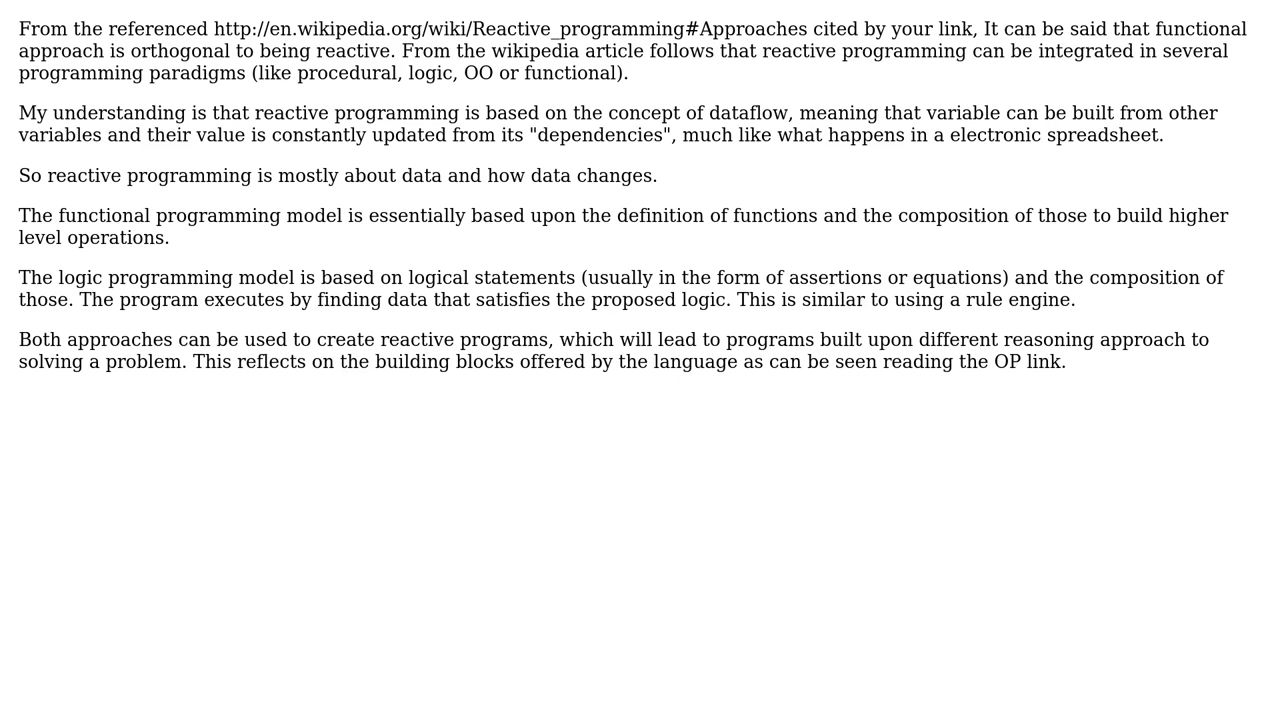 From the referenced http://en.wikipedia.org/wiki/Reactive_programming#Approaches cited by your link, It can be said that functional
approach is orthogonal to being reactive. From the wikipedia article follows that reactive programming can be integrated in several
programming paradigms (like procedural, logic, OO or functional).
My understanding is that reactive programming is based on the concept of dataflow, meaning that variable can be built from other
variables and their value is constantly updated from its "dependencies", much like what happens in a electronic spreadsheet.
So reactive programming is mostly about data and how data changes.
The functional programming model is essentially based upon the definition of functions and the composition of those to build higher
level operations.
The logic programming model is based on logical statements (usually in the form of assertions or equations) and the composition of
those. The program executes by finding data that satisfies the proposed logic. This is similar to using a rule engine.
Both approaches can be used to create reactive programs, which will lead to programs built upon different reasoning approach to
solving a problem. This reflects on the building blocks offered by the language as can be seen reading the OP link.